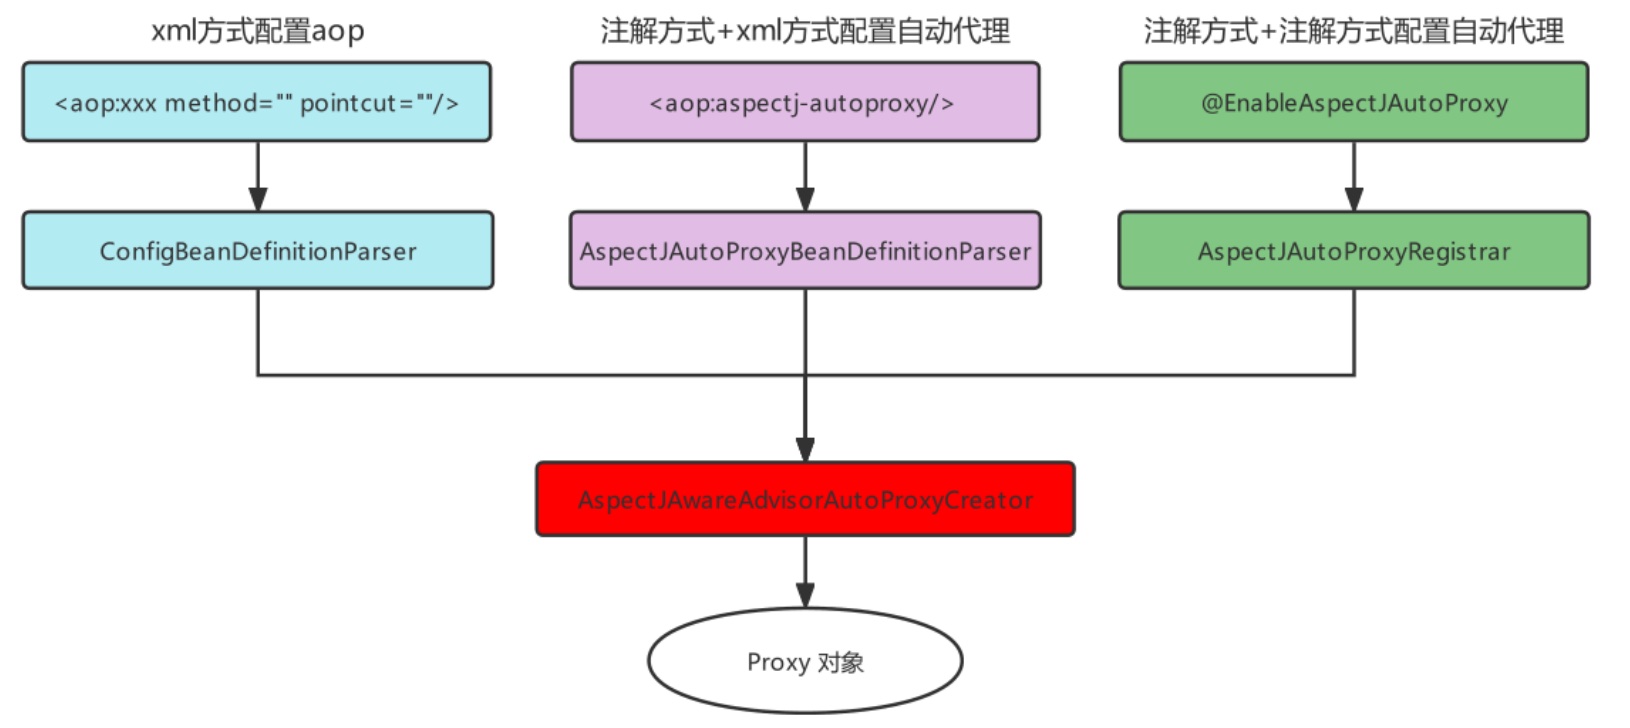 xml方式配置aop
注解方式+xml方式配置自动代理
注解方式+注解方式配置自动代理
<aop:xxx method="" pointcut=""/>
<aop:aspectj-autoproxy/>
@EnableAspectJAutoProxy
ConfigBeanDefinitionParser
AspectJAutoProxyBeanDefinitionParser
AspectJAutoProxyRegistrar
AspectJAwareAdvisorAutoProxyCreator
Proxy 对象